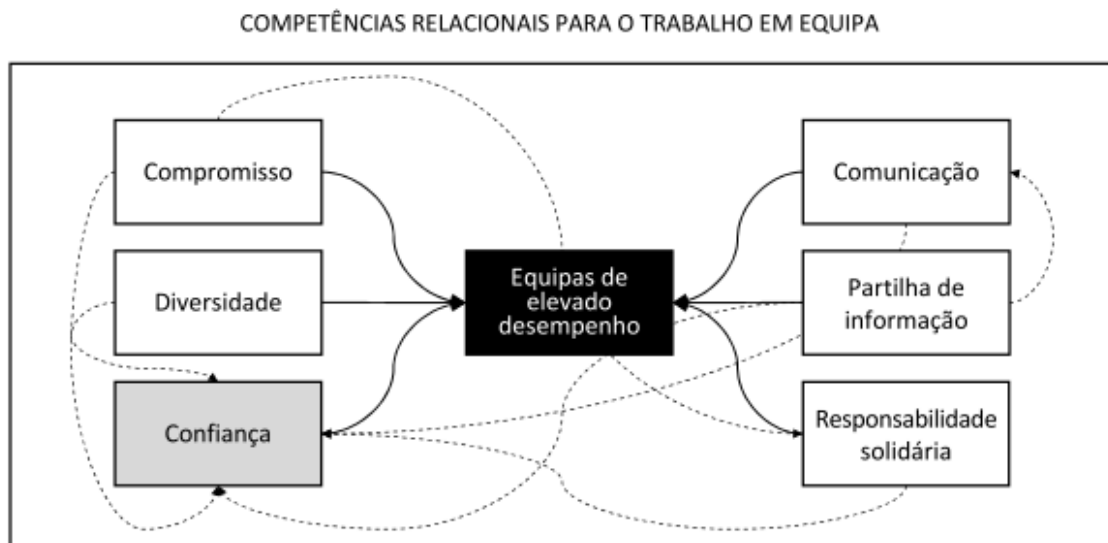 COMPETÊNCIAS RELACIONAIS PARA O TRABALHO EM EQUIPA
Compromisso
Diversidade
Confiança
Equipas de
elevado
desempenho
Comunicação
Partilha de
informação
Responsabilidade
solidária